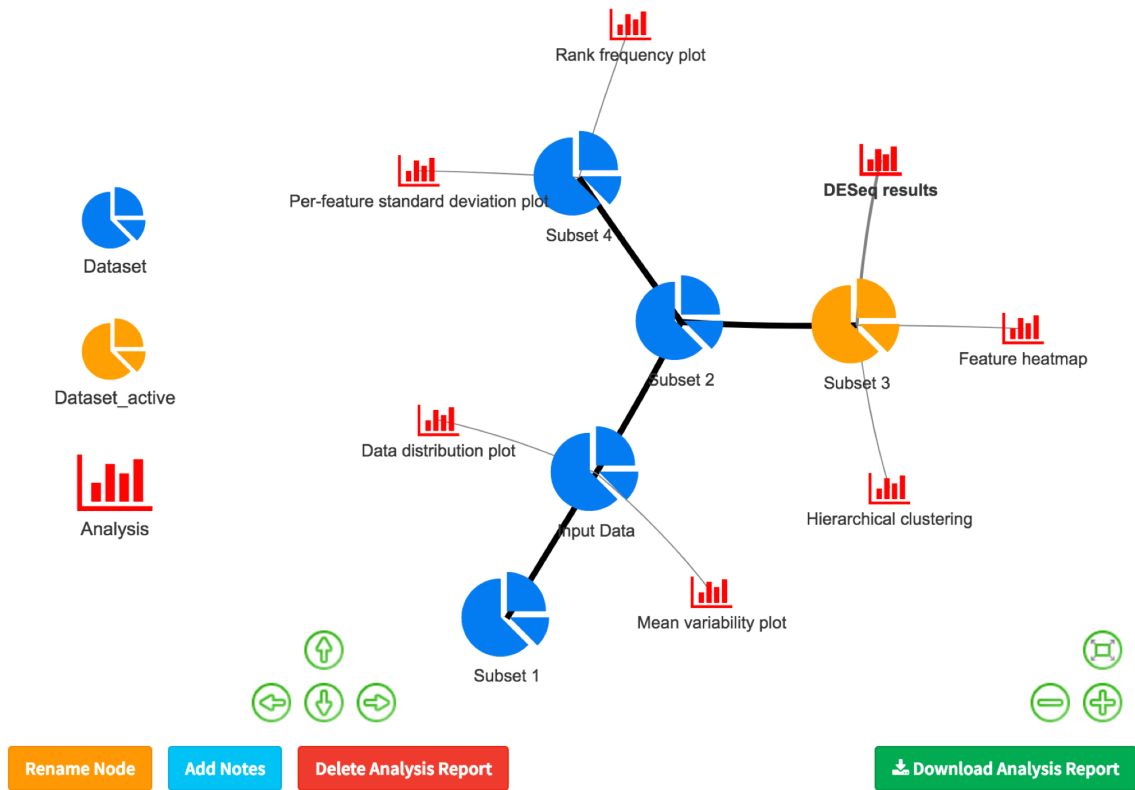 Rank frequency plot
DESeq results
Per-feature standard deviation plot
Subset 4
Dataset
Feature heatmap
Subset 2
Subset 3
Dataset_active
Data distribution plot
Hierarchical clustering
Analysis
Input Data
Mean variability plot
Subset 1
Rename Node
Add Notes
Delete Analysis Report
Download Analysis Report